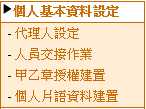 個人基本資料設定
- 代理人設定
- 人員交接作業
- 甲乙章授權建置
- 個人片語資料建置